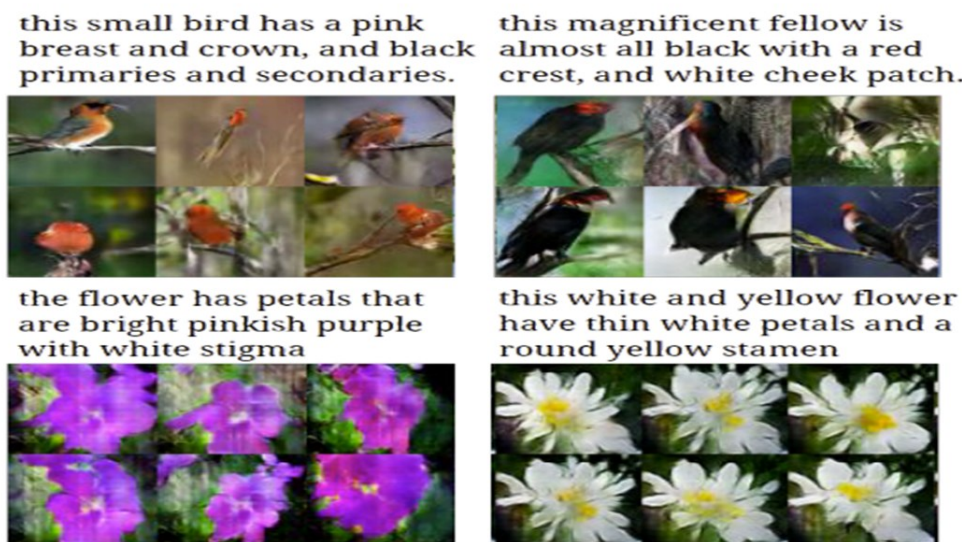 this small bird has a pink
breast and crown, and black
primaries and secondaries.
this magnificent fellow is
almost all black with a red
crest, and white cheek patch.
the flower has petals that
are bright pinkish purple
with white stigma
this white and yellow flower
have thin white petals and a
round yellow stamen